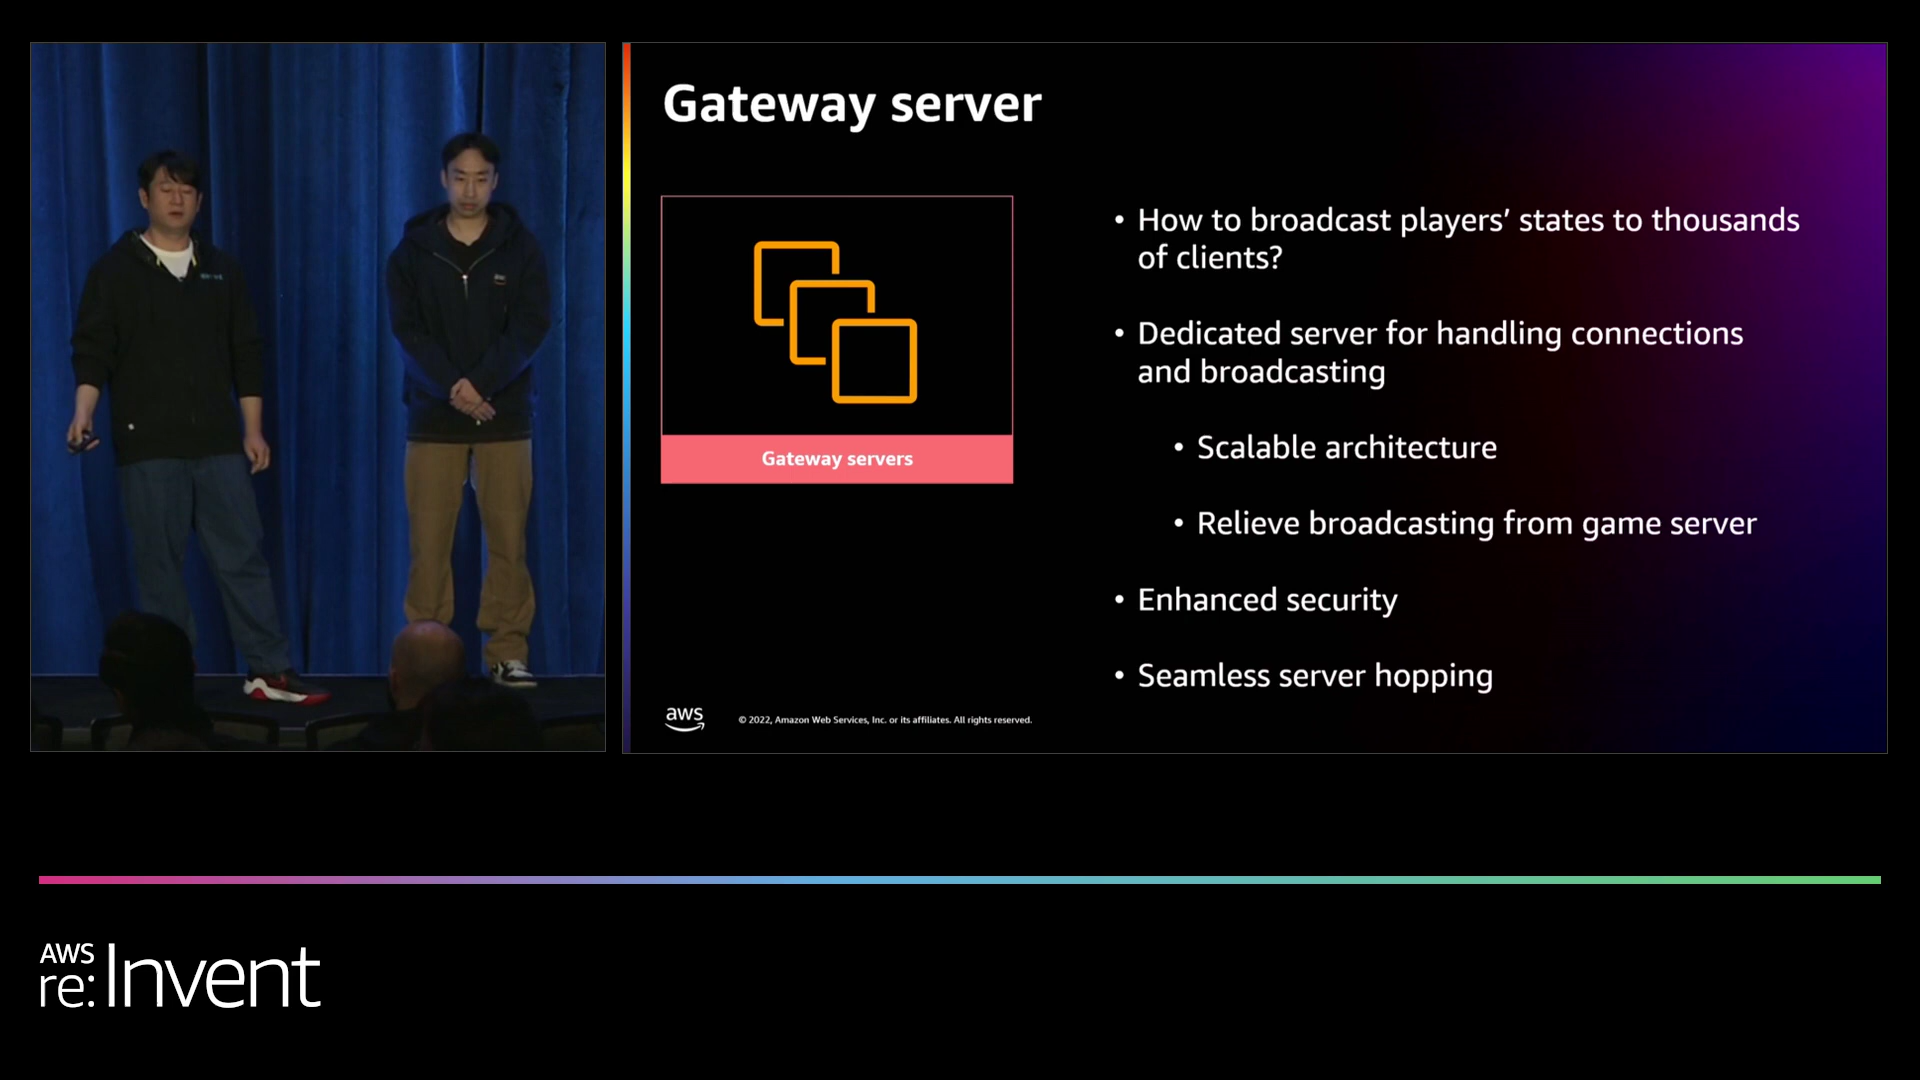 Gateway server
Gateway servers
• How to broadcast players’ states to thousands
of clients?
• Dedicated server for handling connections
and broadcasting
• Scalable architecture
• Relieve broadcasting from game server
• Enhanced security
• Seamless server hopping
aws
© 2022, Amazon Web Services, Inc. or its affiliates. All rights reserved.
AWS
re:Invent